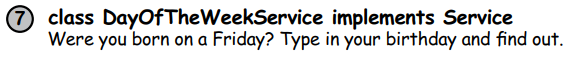 7 class DayOfTheWeekService implements Service
Were you born on a Friday? Type in your birthday and find out.